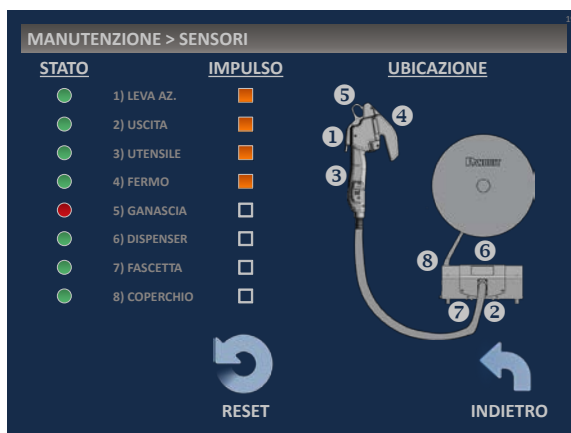 MANUTENZIONE > SENSORI
STATO IMPULSO UBICAZIONE
1) LEVA AZ.
2) USCITA
3) UTENSILE
4) FERMO
5) GANASCIA
6) DISPENSER
7) FASCETTA
8) COPERCHIO
5
4
1
3
PANDUIT
6
8
7 2
RESET INDIETRO